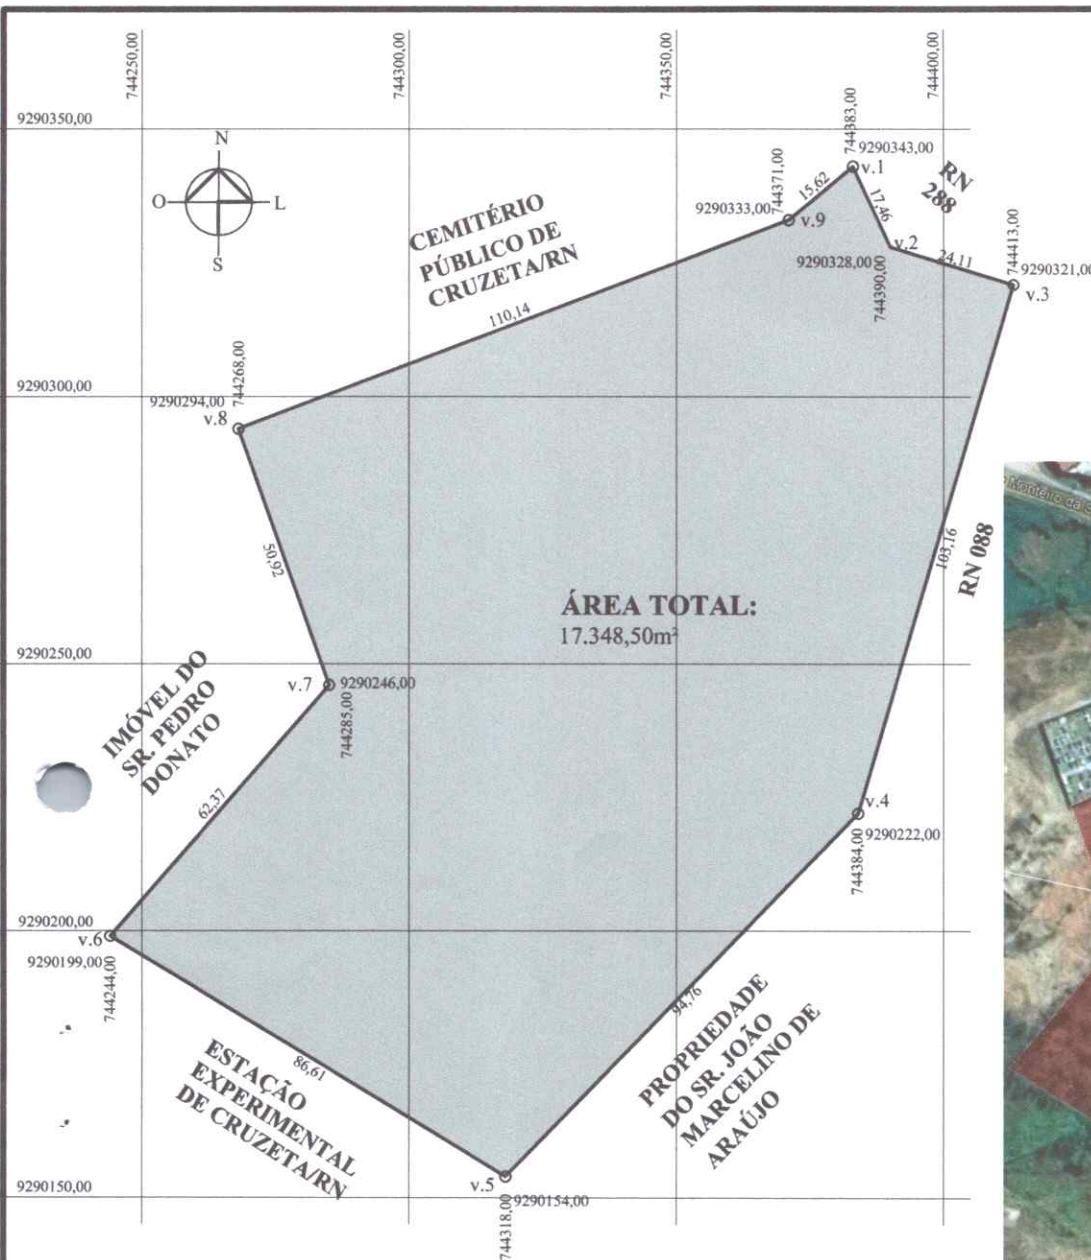 744250,00
744300,00
744350,00
744400,00
9290350,00
N
O
L
S
744383,00
9290343,00
v.1
RN
288
744371,00
15,62
17,46
9290333,00
v.9
v.2
24,11
744413,00
9290321,00
v.3
9290328,00
744390,00
CEMITÉRIO
PÚBLICO DE
CRUZETA/RN
110,14
744268,00
9290300,00
9290294,00
v.8
50,92
103,16
RN 088
ÁREA TOTAL:
17.348,50m²
9290250,00
v.7
9290246,00
744285,00
IMÓVEL DO
SR. PEDRO
DONATO
62,37
v.4
9290222,00
744384,00
9290200,00
v.6
9290199,00
744244,00
94,76
PROPRIEDADE
DO SR. JOÃO
MARCELINO DE
ARAÚJO
86,61
ESTAÇÃO
EXPERIMENTAL
DE CRUZETA/RN
9290150,00
v.5
9290154,00
744318,00
Monteiro da